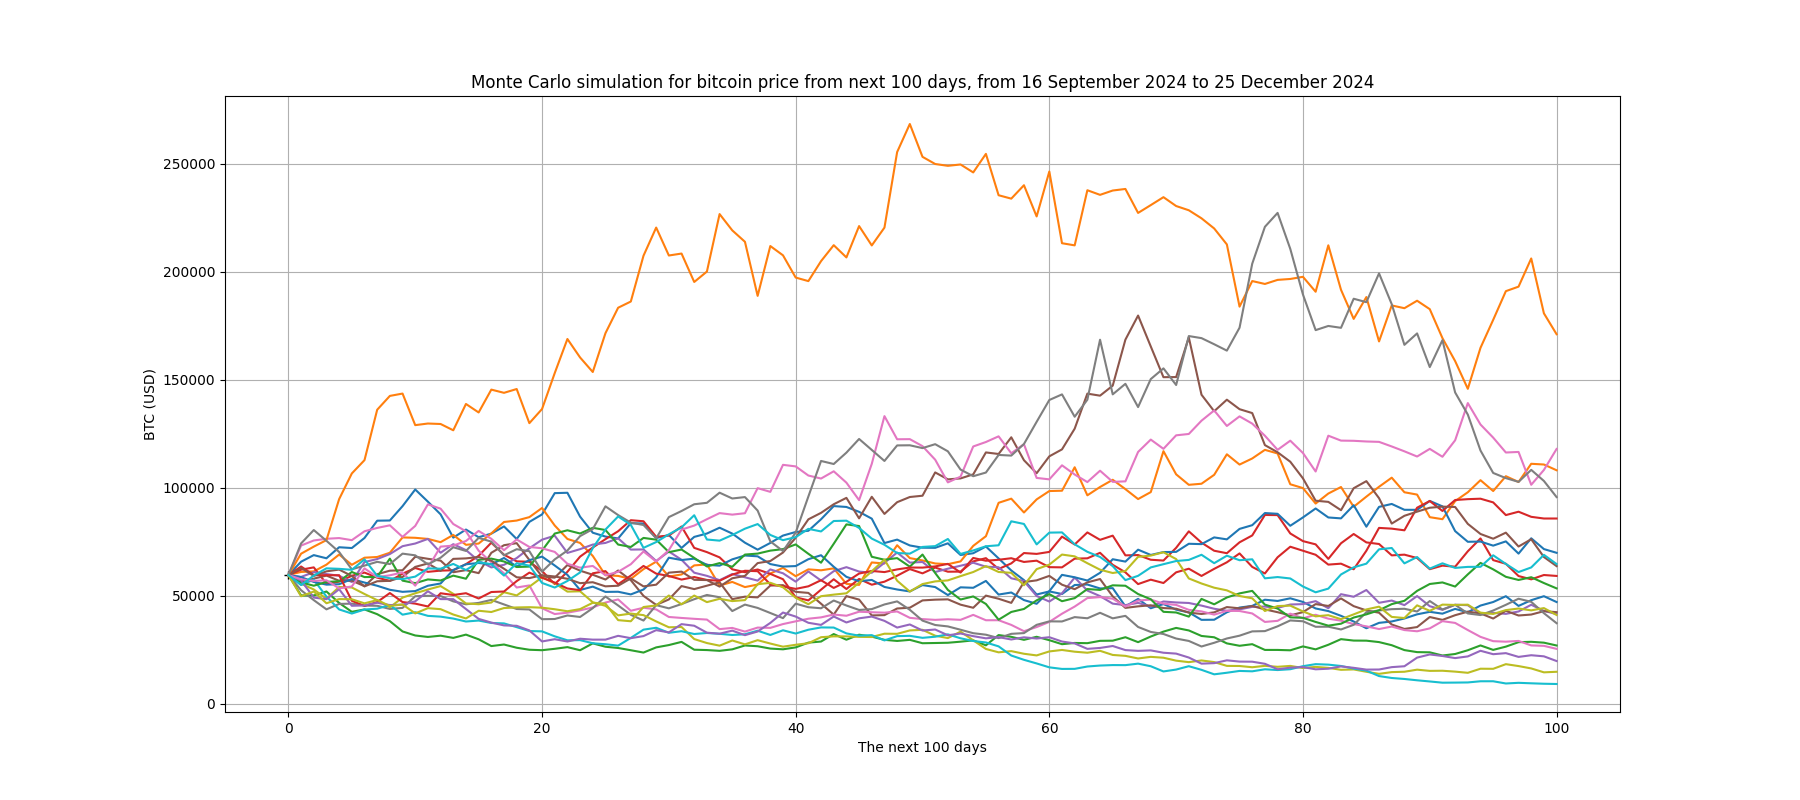 Monte Carlo simulation for bitcoin price from next 100 days, from 16 September 2024 to 25 December 2024
250000
200000
150000
100000
50000
0
BTC (USD)
0 20 40 60 80 100
The next 100 days